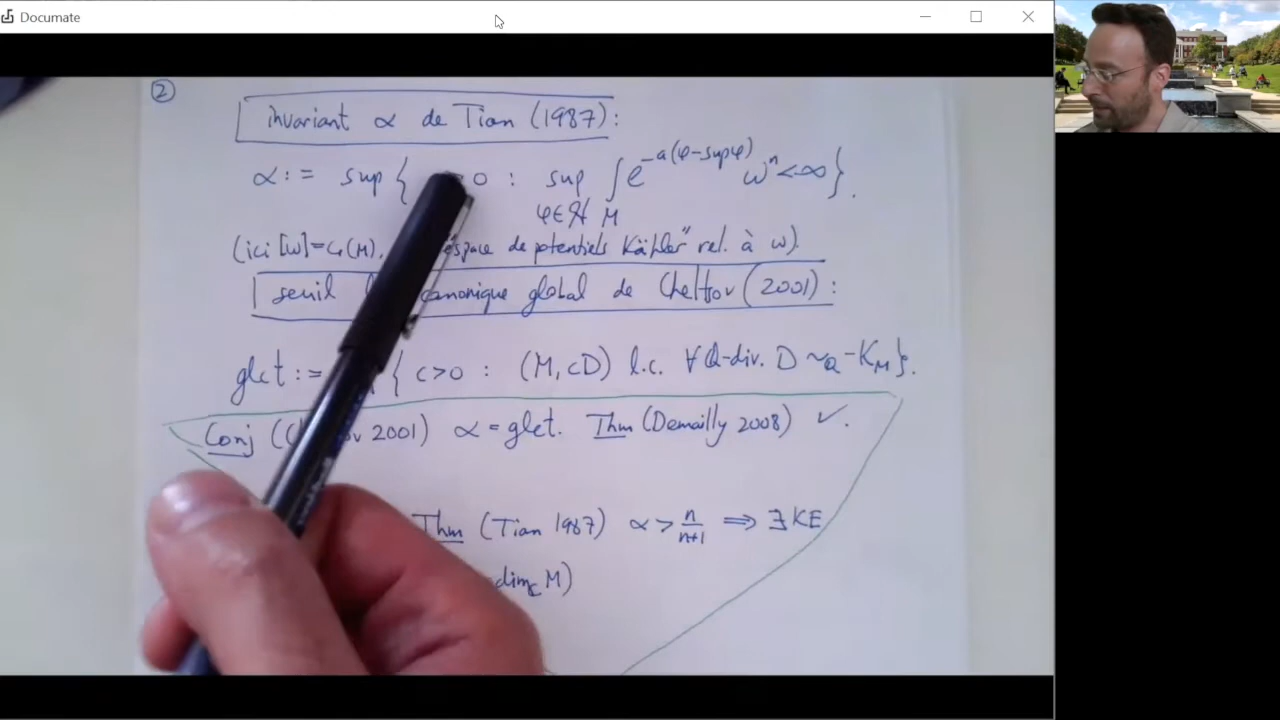 Documate
②
invariant α de Tian (1987):
α := sup { >0 : sup ∫ e^{-a(φ-supφ)} ω^n < ∞ }.
φ∈ℋ M
(ici [ω]=c₁(M), espace de potentiels Kähler" rel. à ω).
seuil canonique global de Cheltsov (2001):
glct := { c>0 : (M, cD) l.c. ∀ ℚ-div. D ~ℚ -K_M }.
Conj ( 2001) α = glct. Thm (Demailly 2008) ✓.
Thm (Tian 1987) α > n/(n+1) ⟹ ∃ KE
dim_ℂ M)